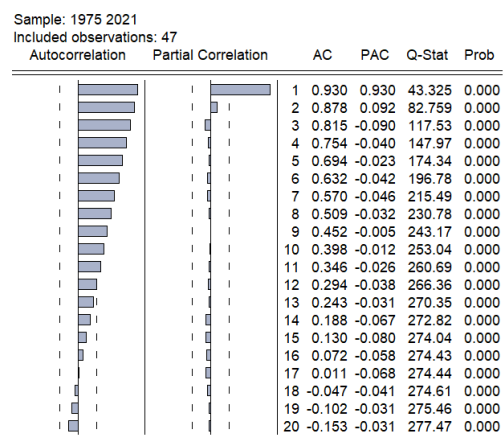 Sample: 1975 2021
Included observations: 47
Autocorrelation Partial Correlation AC PAC Q-Stat Prob
1 0.930 0.930 43.325 0.000
2 0.878 0.092 82.759 0.000
3 0.815 -0.090 117.53 0.000
4 0.754 -0.040 147.97 0.000
5 0.694 -0.023 174.34 0.000
6 0.632 -0.042 196.78 0.000
7 0.570 -0.046 215.49 0.000
8 0.509 -0.032 230.78 0.000
9 0.452 -0.005 243.17 0.000
10 0.398 -0.012 253.04 0.000
11 0.346 -0.026 260.69 0.000
12 0.294 -0.038 266.36 0.000
13 0.243 -0.031 270.35 0.000
14 0.188 -0.067 272.82 0.000
15 0.130 -0.080 274.04 0.000
16 0.072 -0.058 274.43 0.000
17 0.011 -0.068 274.44 0.000
18 -0.047 -0.041 274.61 0.000
19 -0.102 -0.031 275.46 0.000
20 -0.153 -0.031 277.47 0.000